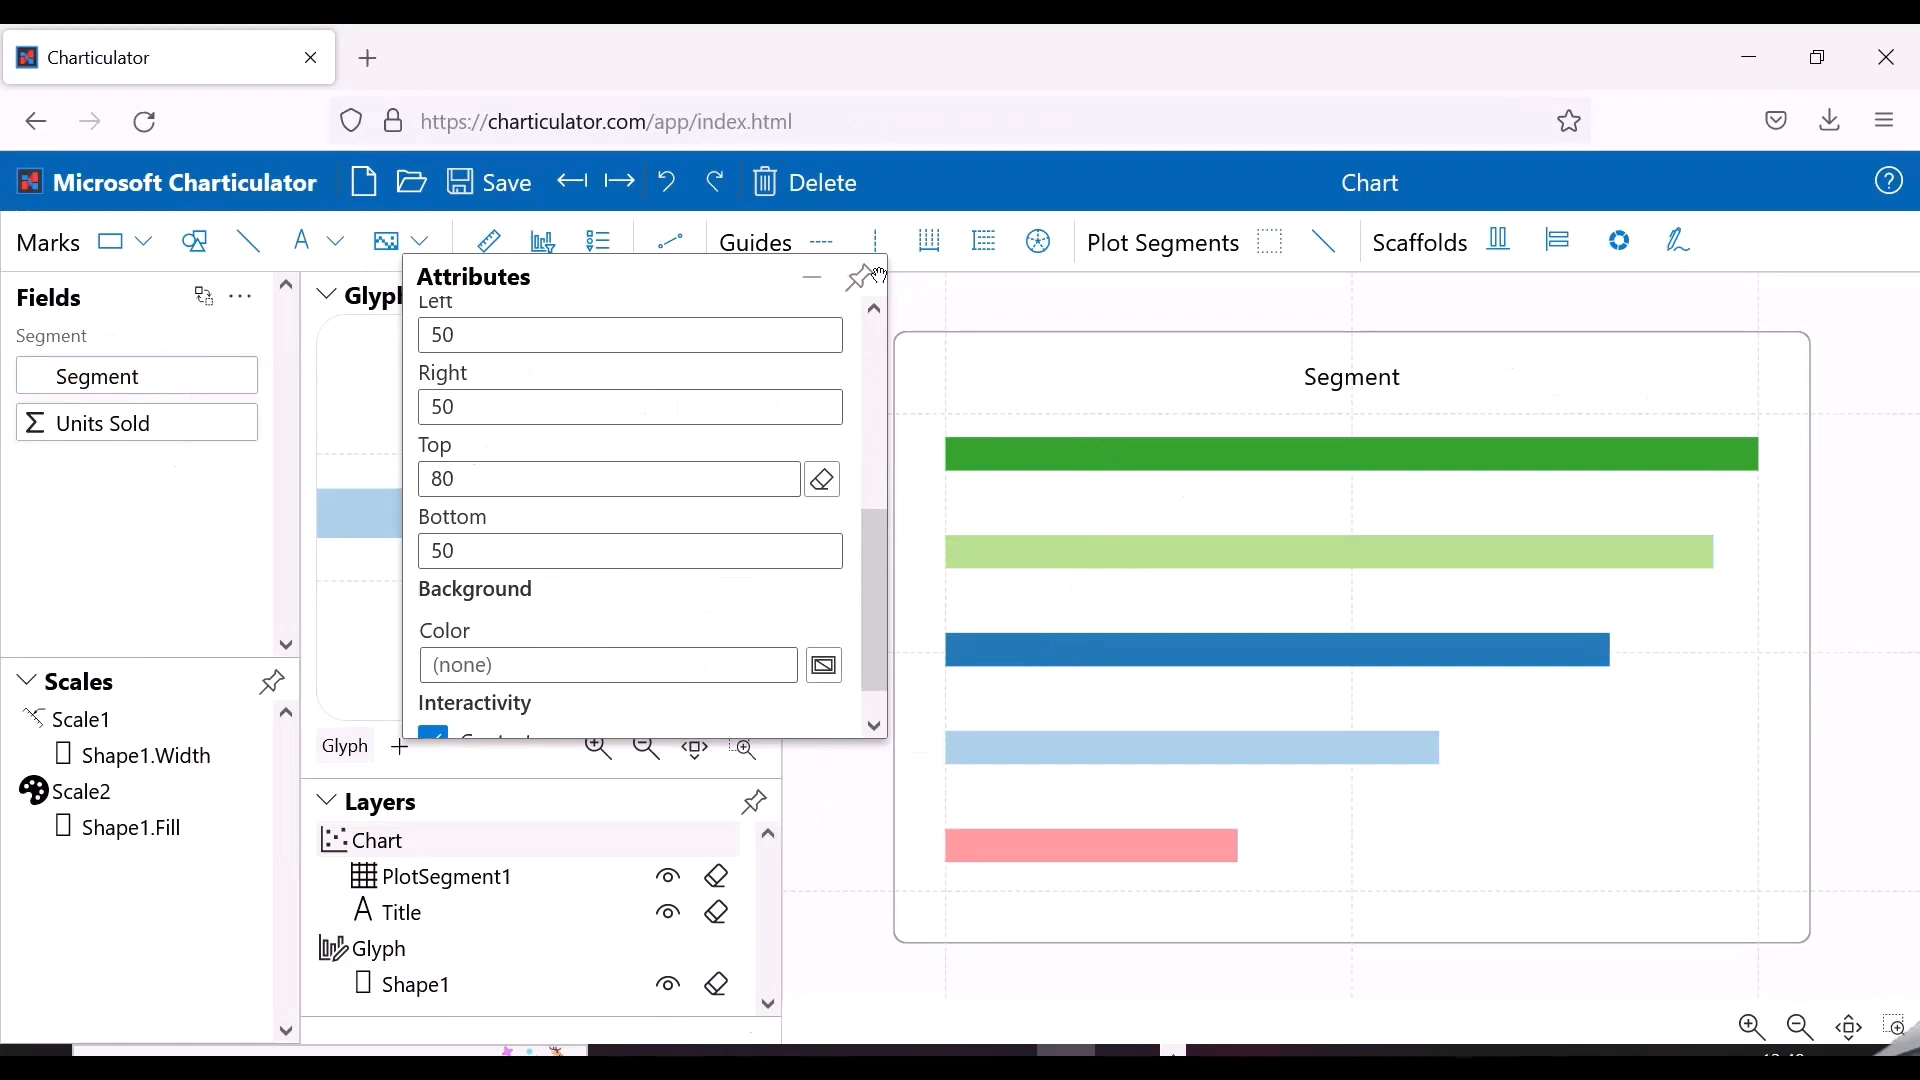 Charticulator
https://charticulator.com/app/index.html
Microsoft Charticulator
Save
Delete
Chart
Marks
Guides
Plot Segments
Scaffolds
Fields
Segment
Segment
Units Sold
Scales
Scale1
Shape1.Width
Scale2
Shape1.Fill
Attributes
Left
50
Right
50
Top
80
Bottom
50
Background
Color
(none)
Interactivity
Glyph
Layers
Chart
PlotSegment1
Title
Glyph
Shape1
Segment